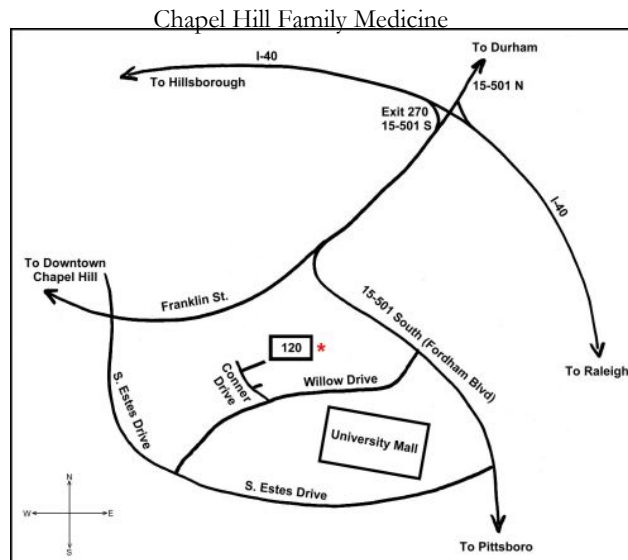 Chapel Hill Family Medicine
I-40
To Durham
To Hillsborough
15-501 N
Exit 270
15-501 S
I-40
To Downtown
Chapel Hill
Franklin St.
15-501 South (Fordham Blvd)
120 *
To Raleigh
Conner
Drive
Willow Drive
S. Estes Drive
University Mall
S. Estes Drive
N
W E
S
To Pittsboro